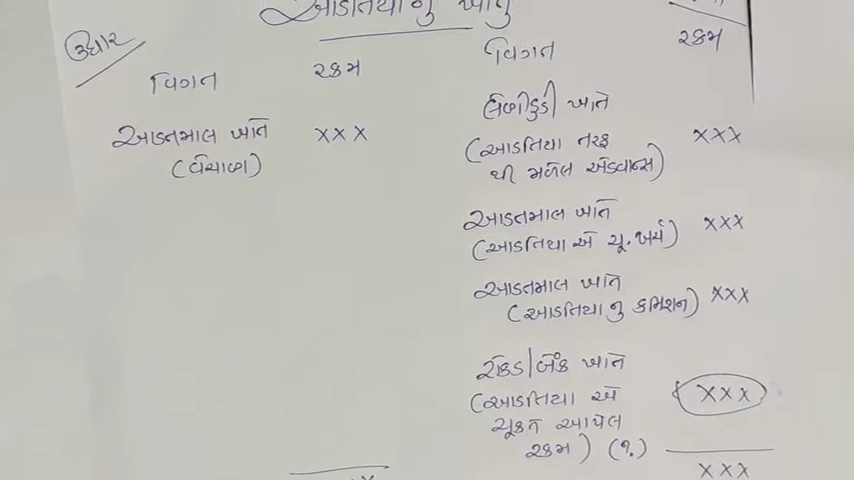 આડતિયાનું ખાતું
ઉધાર
વિગત રકમ
આડતમાલ ખાતે xxx
(વેચાણ)
વિગત રકમ
લેણીહૂંડી ખાતે
(આડતિયા તરફ xxx
થી મળેલ એડવાન્સ)
આડતમાલ ખાતે
(આડતિયા એ ચૂ. ખર્ચ) xxx
આડતમાલ ખાતે
(આડતિયા નુ કમિશન) xxx
રોકડ/બેંક ખાતે
(આડતિયા એ xxx
ચૂકતે આપેલ
રકમ) (૧.)
xxx